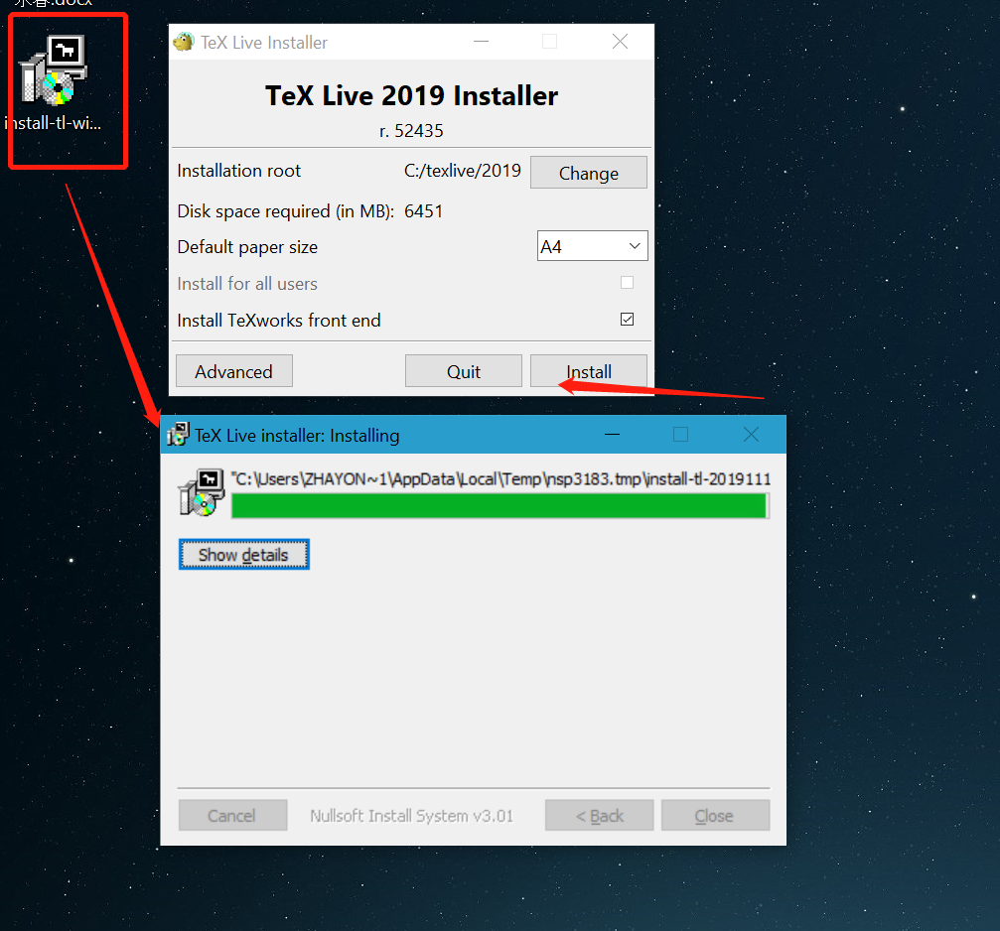 .docx
install-tl-wi...
TeX Live Installer
TeX Live 2019 Installer
r. 52435
Installation root C:/texlive/2019 Change
Disk space required (in MB): 6451
Default paper size A4
Install for all users
Install TeXworks front end
Advanced Quit Install
TeX Live installer: Installing
"C:\Users\ZHAYON~1\AppData\Local\Temp\nsp3183.tmp\install-tl-2019111
Show details
Cancel Nullsoft Install System v3.01 < Back Close